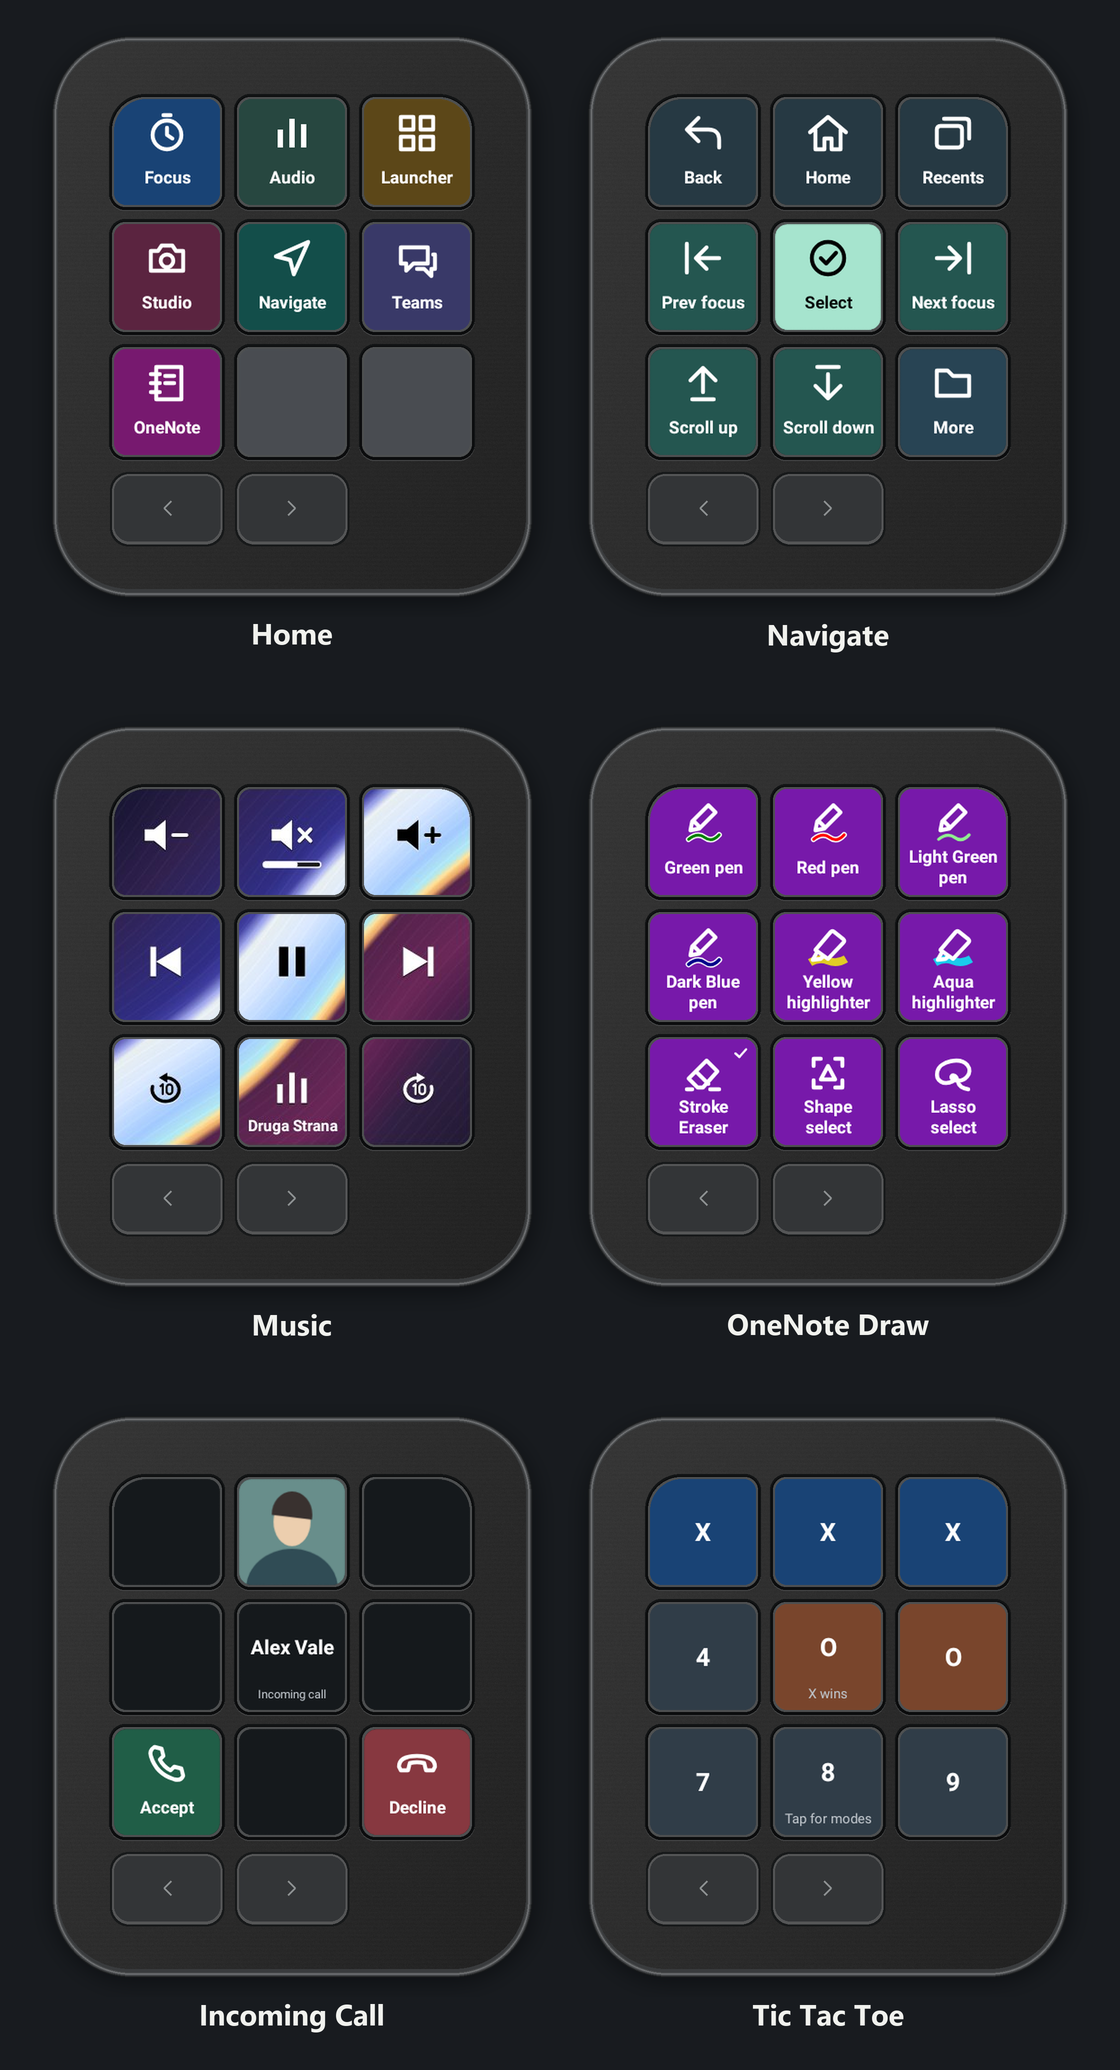 Focus
Audio
Launcher
Studio
Navigate
Teams
OneNote
Home
Back
Home
Recents
Prev focus
Select
Next focus
Scroll up
Scroll down
More
Navigate
10
Druga Strana
10
Music
Green pen
Red pen
Light Green
pen
Dark Blue
pen
Yellow
highlighter
Aqua
highlighter
Stroke
Eraser
Shape
select
Lasso
select
OneNote Draw
Alex Vale
Incoming call
Accept
Decline
Incoming Call
X
X
X
4
O
X wins
O
7
8
Tap for modes
9
Tic Tac Toe